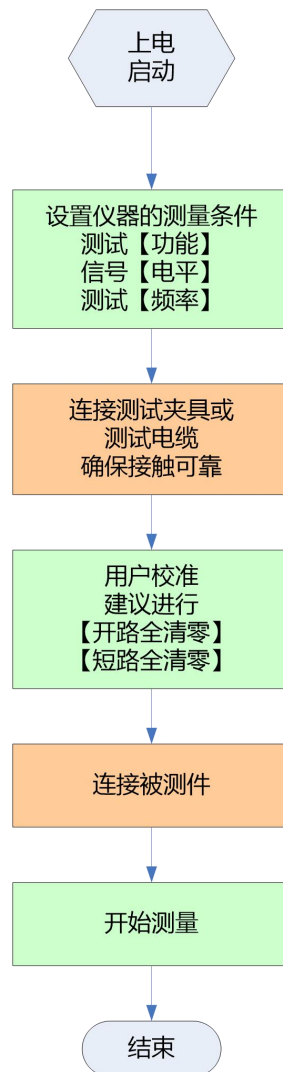 上电
启动
设置仪器的测量条件
测试【功能】
信号【电平】
测试【频率】
连接测试夹具或
测试电缆
确保接触可靠
用户校准
建议进行
【开路全清零】
【短路全清零】
连接被测件
开始测量
结束